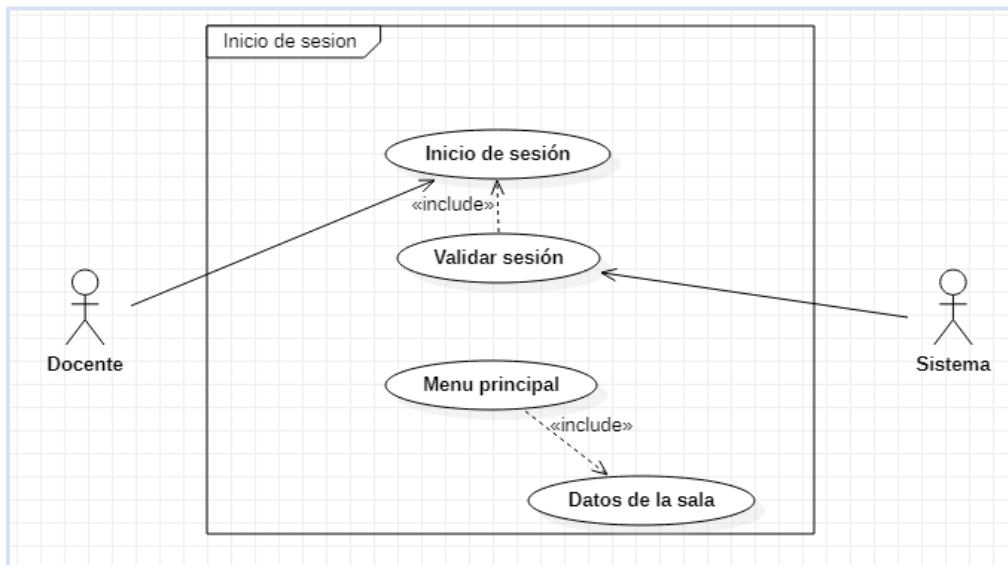 Inicio de sesion
Inicio de sesión
«include»
Validar sesión
Docente
Sistema
Menu principal
«include»
Datos de la sala